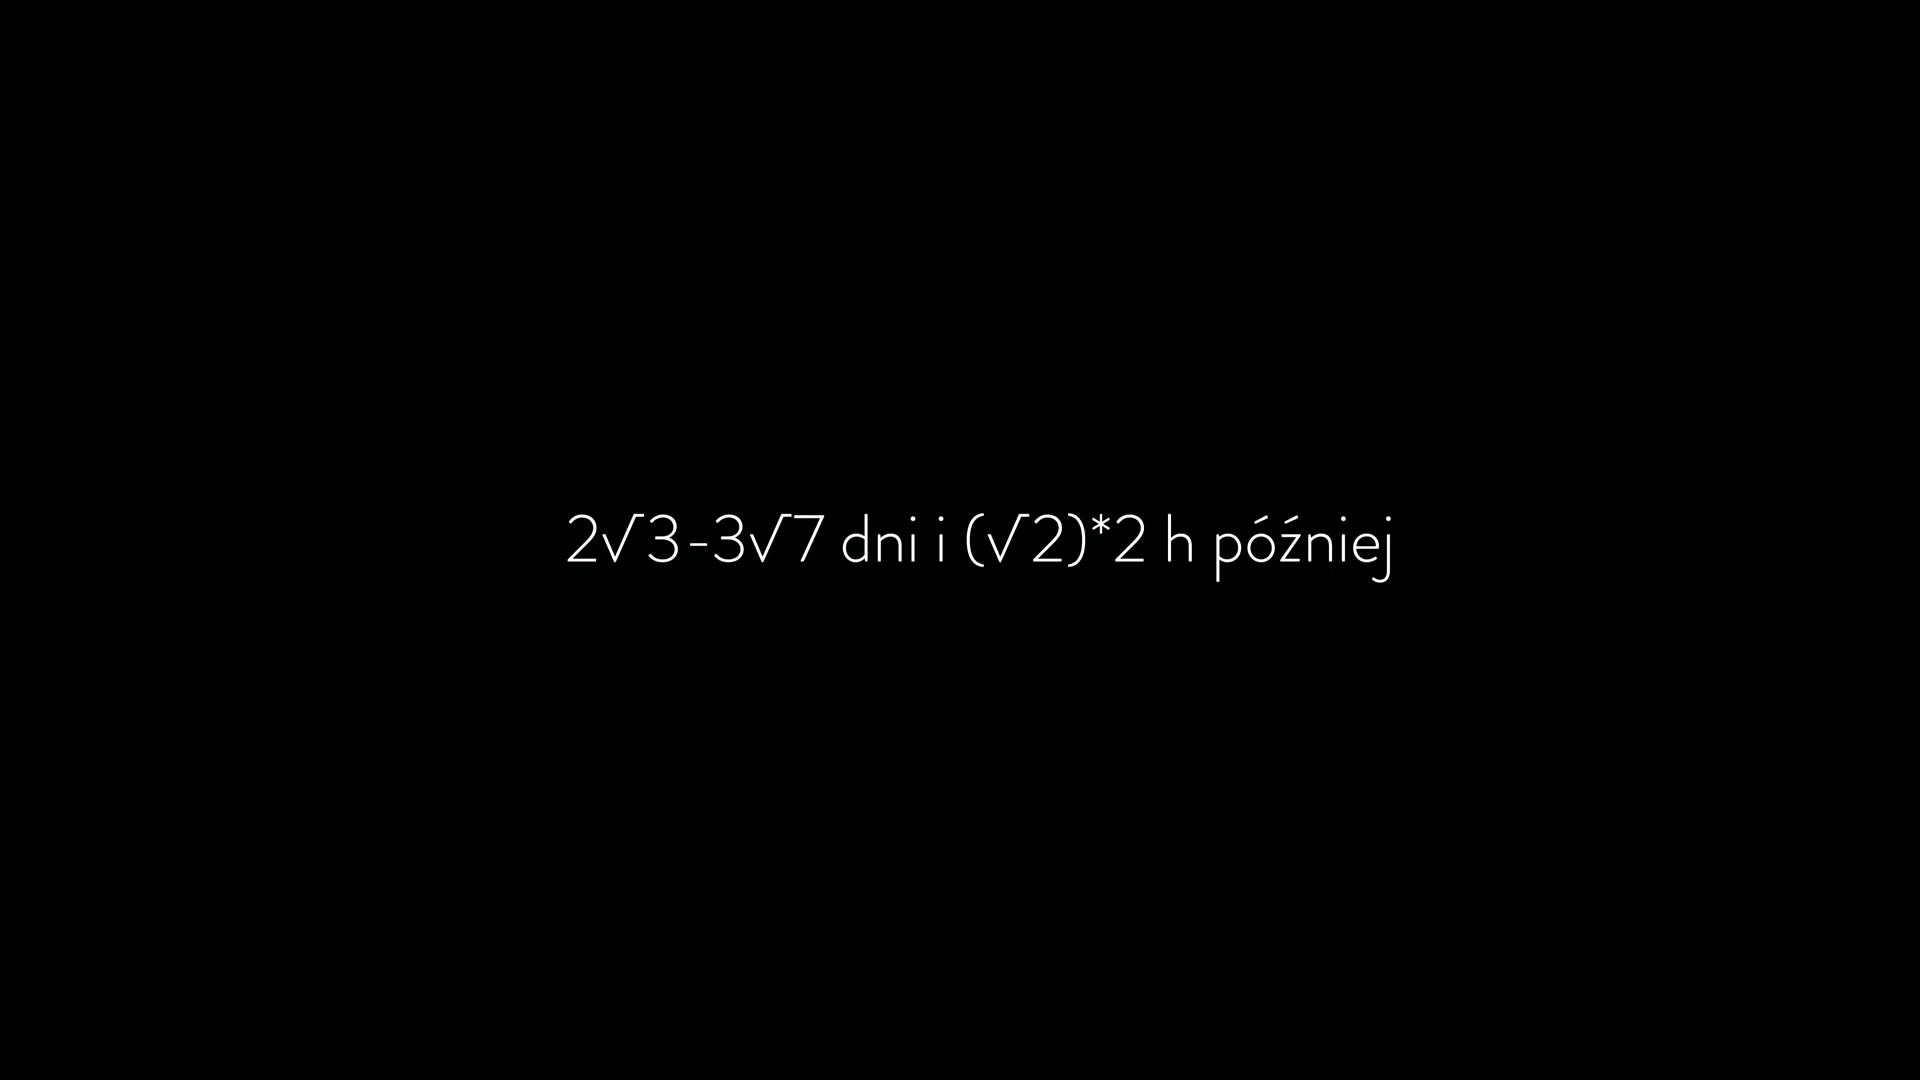 2√3-3√7 dni i (√2)*2 h później